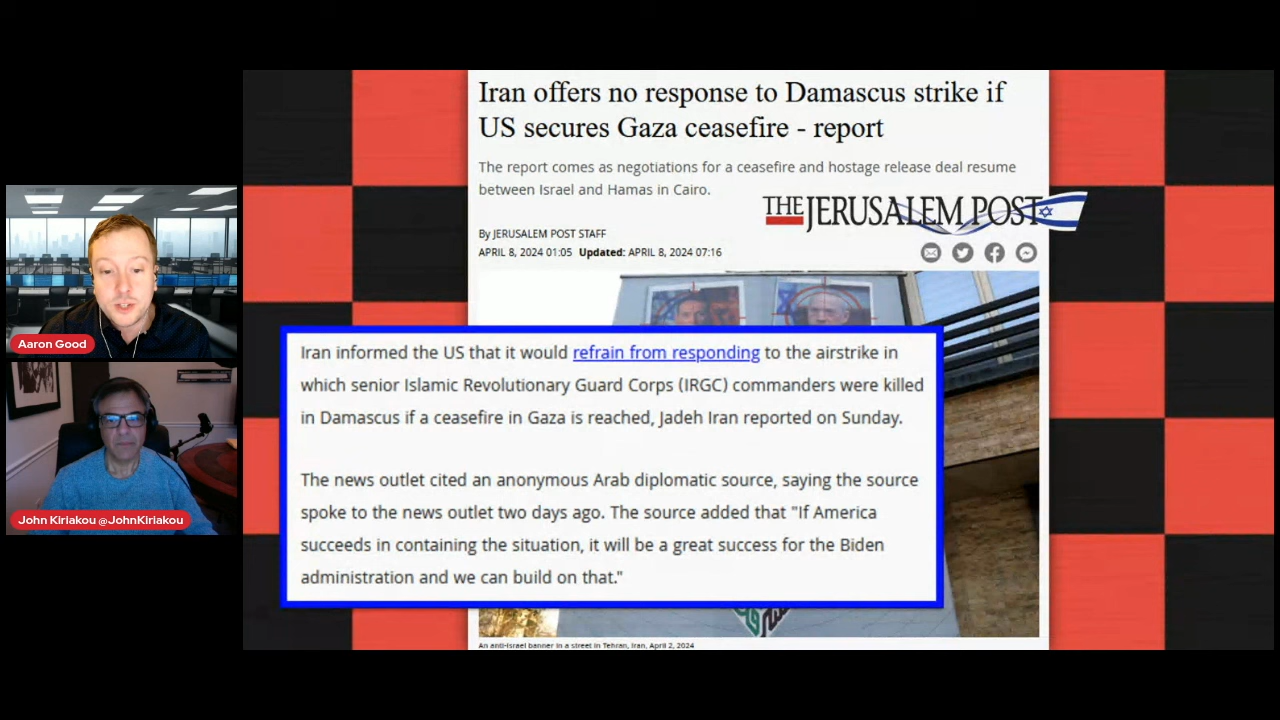 Iran offers no response to Damascus strike if
US secures Gaza ceasefire - report
The report comes as negotiations for a ceasefire and hostage release deal resume
between Israel and Hamas in Cairo.
THE JERUSALEM POST
By JERUSALEM POST STAFF
APRIL 8, 2024 01:05 Updated: APRIL 8, 2024 07:16
Aaron Good
John Kiriakou @JohnKiriakou
Iran informed the US that it would refrain from responding to the airstrike in
which senior Islamic Revolutionary Guard Corps (IRGC) commanders were killed
in Damascus if a ceasefire in Gaza is reached, Jadeh Iran reported on Sunday.
The news outlet cited an anonymous Arab diplomatic source, saying the source
spoke to the news outlet two days ago. The source added that "If America
succeeds in containing the situation, it will be a great success for the Biden
administration and we can build on that."
An anti-Israel banner in a street in Tehran, Iran, April 2, 2024